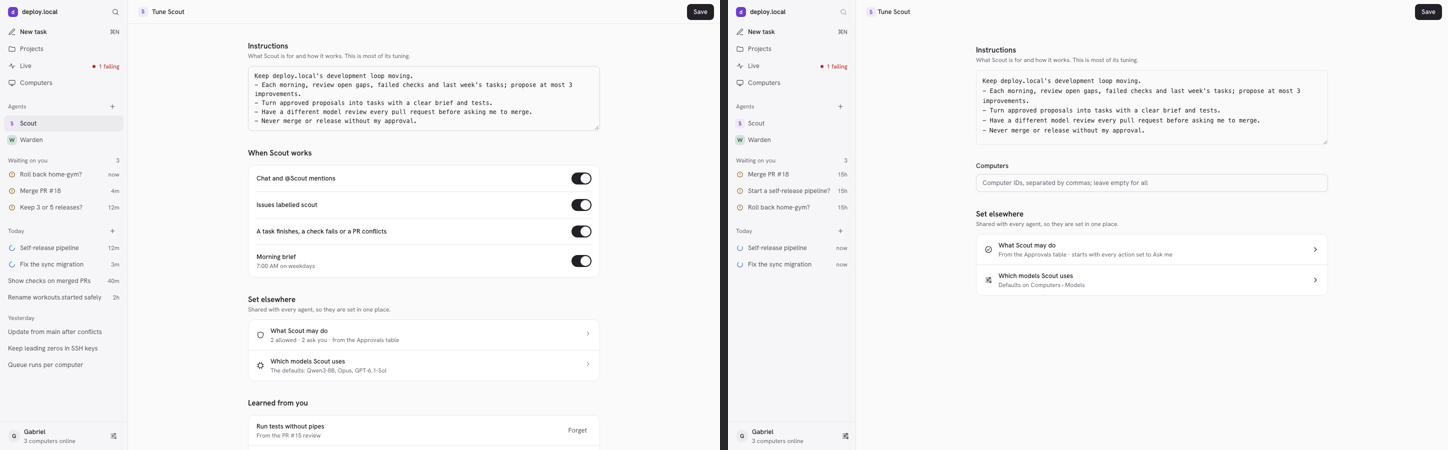 deploy.local
New task
⌘N
Projects
Live
1 failing
Computers
Agents
S
Scout
W
Warden
Waiting on you
3
Roll back home-gym?
now
Merge PR #18
4m
Keep 3 or 5 releases?
12m
Today
Self-release pipeline
12m
Fix the sync migration
3m
Show checks on merged PRs
40m
Rename workouts.started safely
2h
Yesterday
Update from main after conflicts
Keep leading zeros in SSH keys
Queue runs per computer
G
Gabriel
3 computers online
S
Tune Scout
Save
Instructions
What Scout is for and how it works. This is most of its tuning.
Keep deploy.local's development loop moving.
- Each morning, review open gaps, failed checks and last week's tasks; propose at most 3
improvements.
- Turn approved proposals into tasks with a clear brief and tests.
- Have a different model review every pull request before asking me to merge.
- Never merge or release without my approval.
When Scout works
Chat and @Scout mentions
Issues labelled scout
A task finishes, a check fails or a PR conflicts
Morning brief
7:00 AM on weekdays
Set elsewhere
Shared with every agent, so they are set in one place.
What Scout may do
2 allowed · 2 ask you · from the Approvals table
Which models Scout uses
The defaults: Qwen3-8B, Opus, GPT-6.1-Sol
Learned from you
Run tests without pipes
From the PR #15 review
Forget
d
deploy.local
New task
⌘N
Projects
Live
1 failing
Computers
Agents
S
Scout
W
Warden
Waiting on you
3
Merge PR #18
15h
Start a self-release pipeline?
15h
Roll back home-gym?
15h
Today
Self-release pipeline
now
Fix the sync migration
now
G
Gabriel
3 computers online
S
Tune Scout
Save
Instructions
What Scout is for and how it works. This is most of its tuning.
Keep deploy.local's development loop moving.
- Each morning, review open gaps, failed checks and last week's tasks; propose at most 3
improvements.
- Turn approved proposals into tasks with a clear brief and tests.
- Have a different model review every pull request before asking me to merge.
- Never merge or release without my approval.
Computers
Computer IDs, separated by commas; leave empty for all
Set elsewhere
Shared with every agent, so they are set in one place.
What Scout may do
From the Approvals table · starts with every action set to Ask me
Which models Scout uses
Defaults on Computers › Models